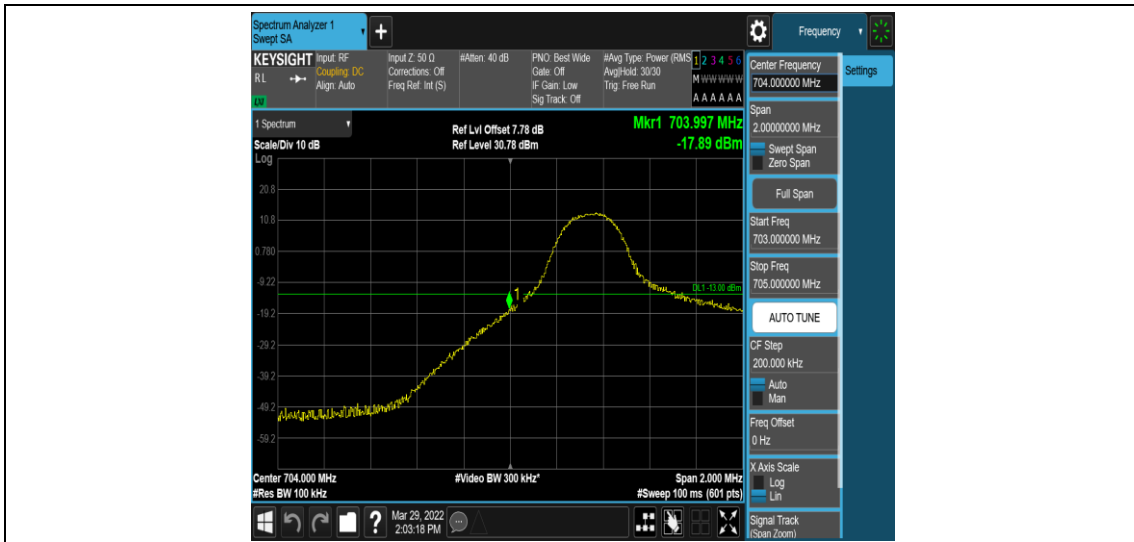 Spectrum Analyzer 1
Swept SA
+
Frequency
KEYSIGHT
RL
LXI
Input: RF
Coupling: DC
Align: Auto
Input Z: 50 Ω
Corrections: Off
Freq Ref: Int (S)
#Atten: 40 dB
PNO: Best Wide
Gate: Off
IF Gain: Low
Sig Track: Off
#Avg Type: Power (RMS
Avg|Hold: 30/30
Trig: Free Run
1 2 3 4 5 6
M W W W W W
A A A A A A
1 Spectrum
Scale/Div 10 dB
Log
Ref Lvl Offset 7.78 dB
Ref Level 30.78 dBm
Mkr1 703.997 MHz
-17.89 dBm
20.8
10.8
0.780
-9.22
-19.2
-29.2
-39.2
-49.2
-59.2
1
DL1 -13.00 dBm
Center 704.000 MHz
#Res BW 100 kHz
#Video BW 300 kHz*
Span 2.000 MHz
#Sweep 100 ms (601 pts)
Mar 29, 2022
2:03:18 PM
?
Center Frequency
704.000000 MHz
Settings
Span
2.00000000 MHz
Swept Span
Zero Span
Full Span
Start Freq
703.000000 MHz
Stop Freq
705.000000 MHz
AUTO TUNE
CF Step
200.000 kHz
Auto
Man
Freq Offset
0 Hz
X Axis Scale
Log
Lin
Signal Track
(Span Zoom)